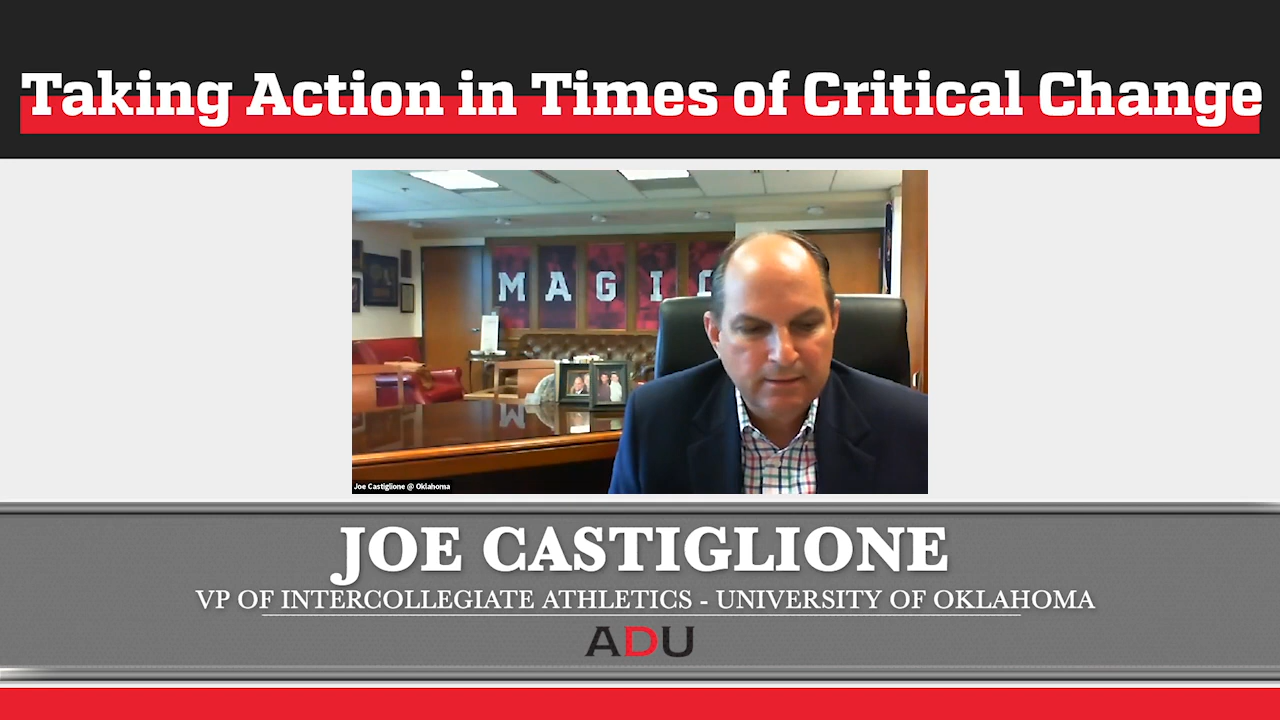 Taking Action in Times of Critical Change
MAGIC
Joe Castiglione @ Oklahoma
JOE CASTIGLIONE
VP OF INTERCOLLEGIATE ATHLETICS - UNIVERSITY OF OKLAHOMA
ADU